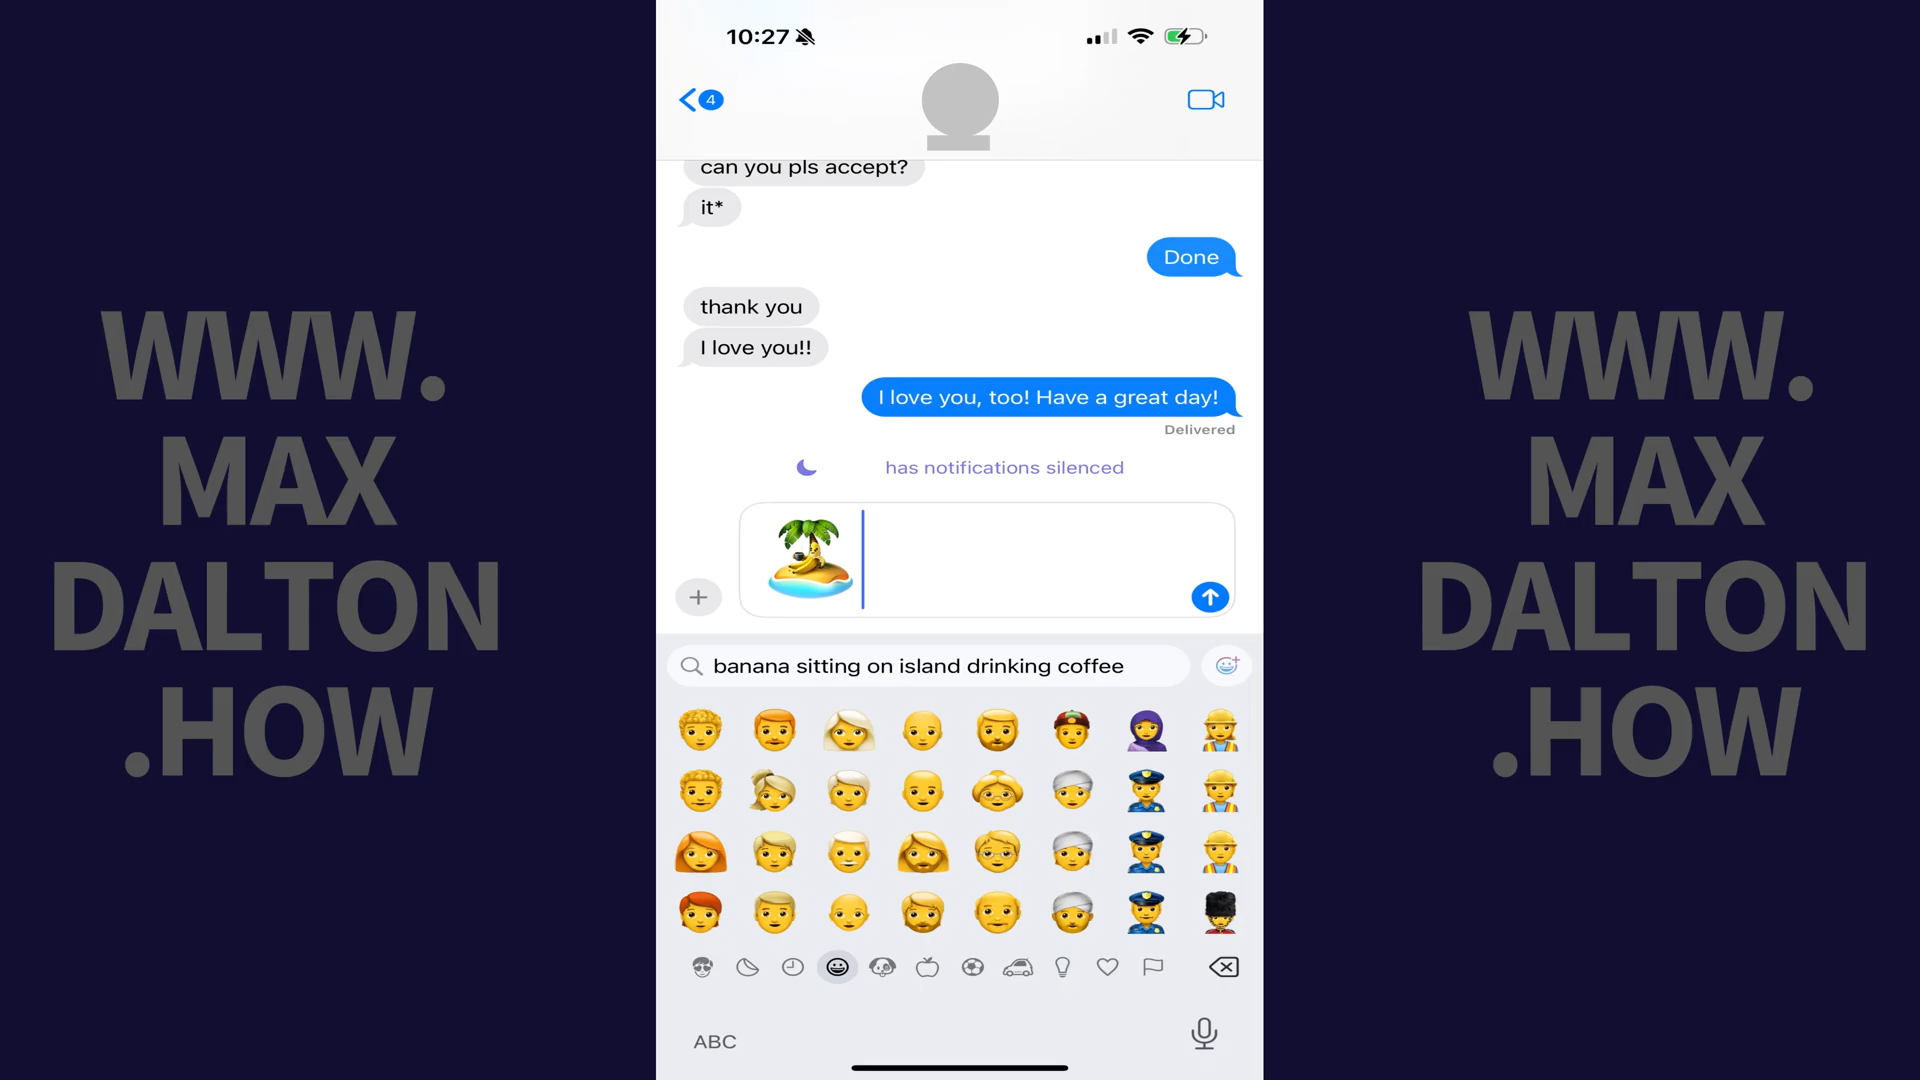 WWW.
MAX
DALTON
.HOW
10:27
4
can you pls accept?
it*
Done
thank you
I love you!!
I love you, too! Have a great day!
Delivered
has notifications silenced
banana sitting on island drinking coffee
ABC
WWW.
MAX
DALTON
.HOW